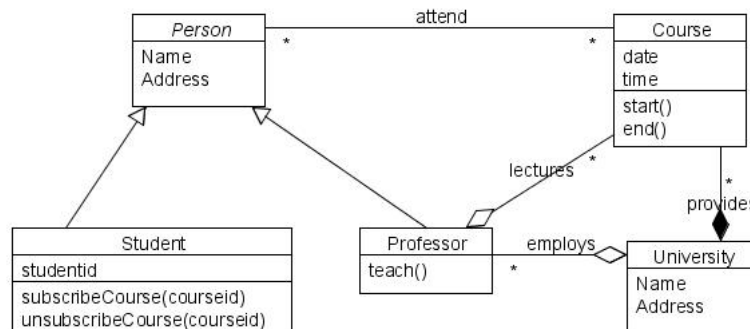 attend
Person
*
*
Course
Name
Address
date
time
start()
end()
lectures
*
*
provides
Student
studentid
subscribeCourse(courseid)
unsubscribeCourse(courseid)
Professor
teach()
employs
*
University
Name
Address